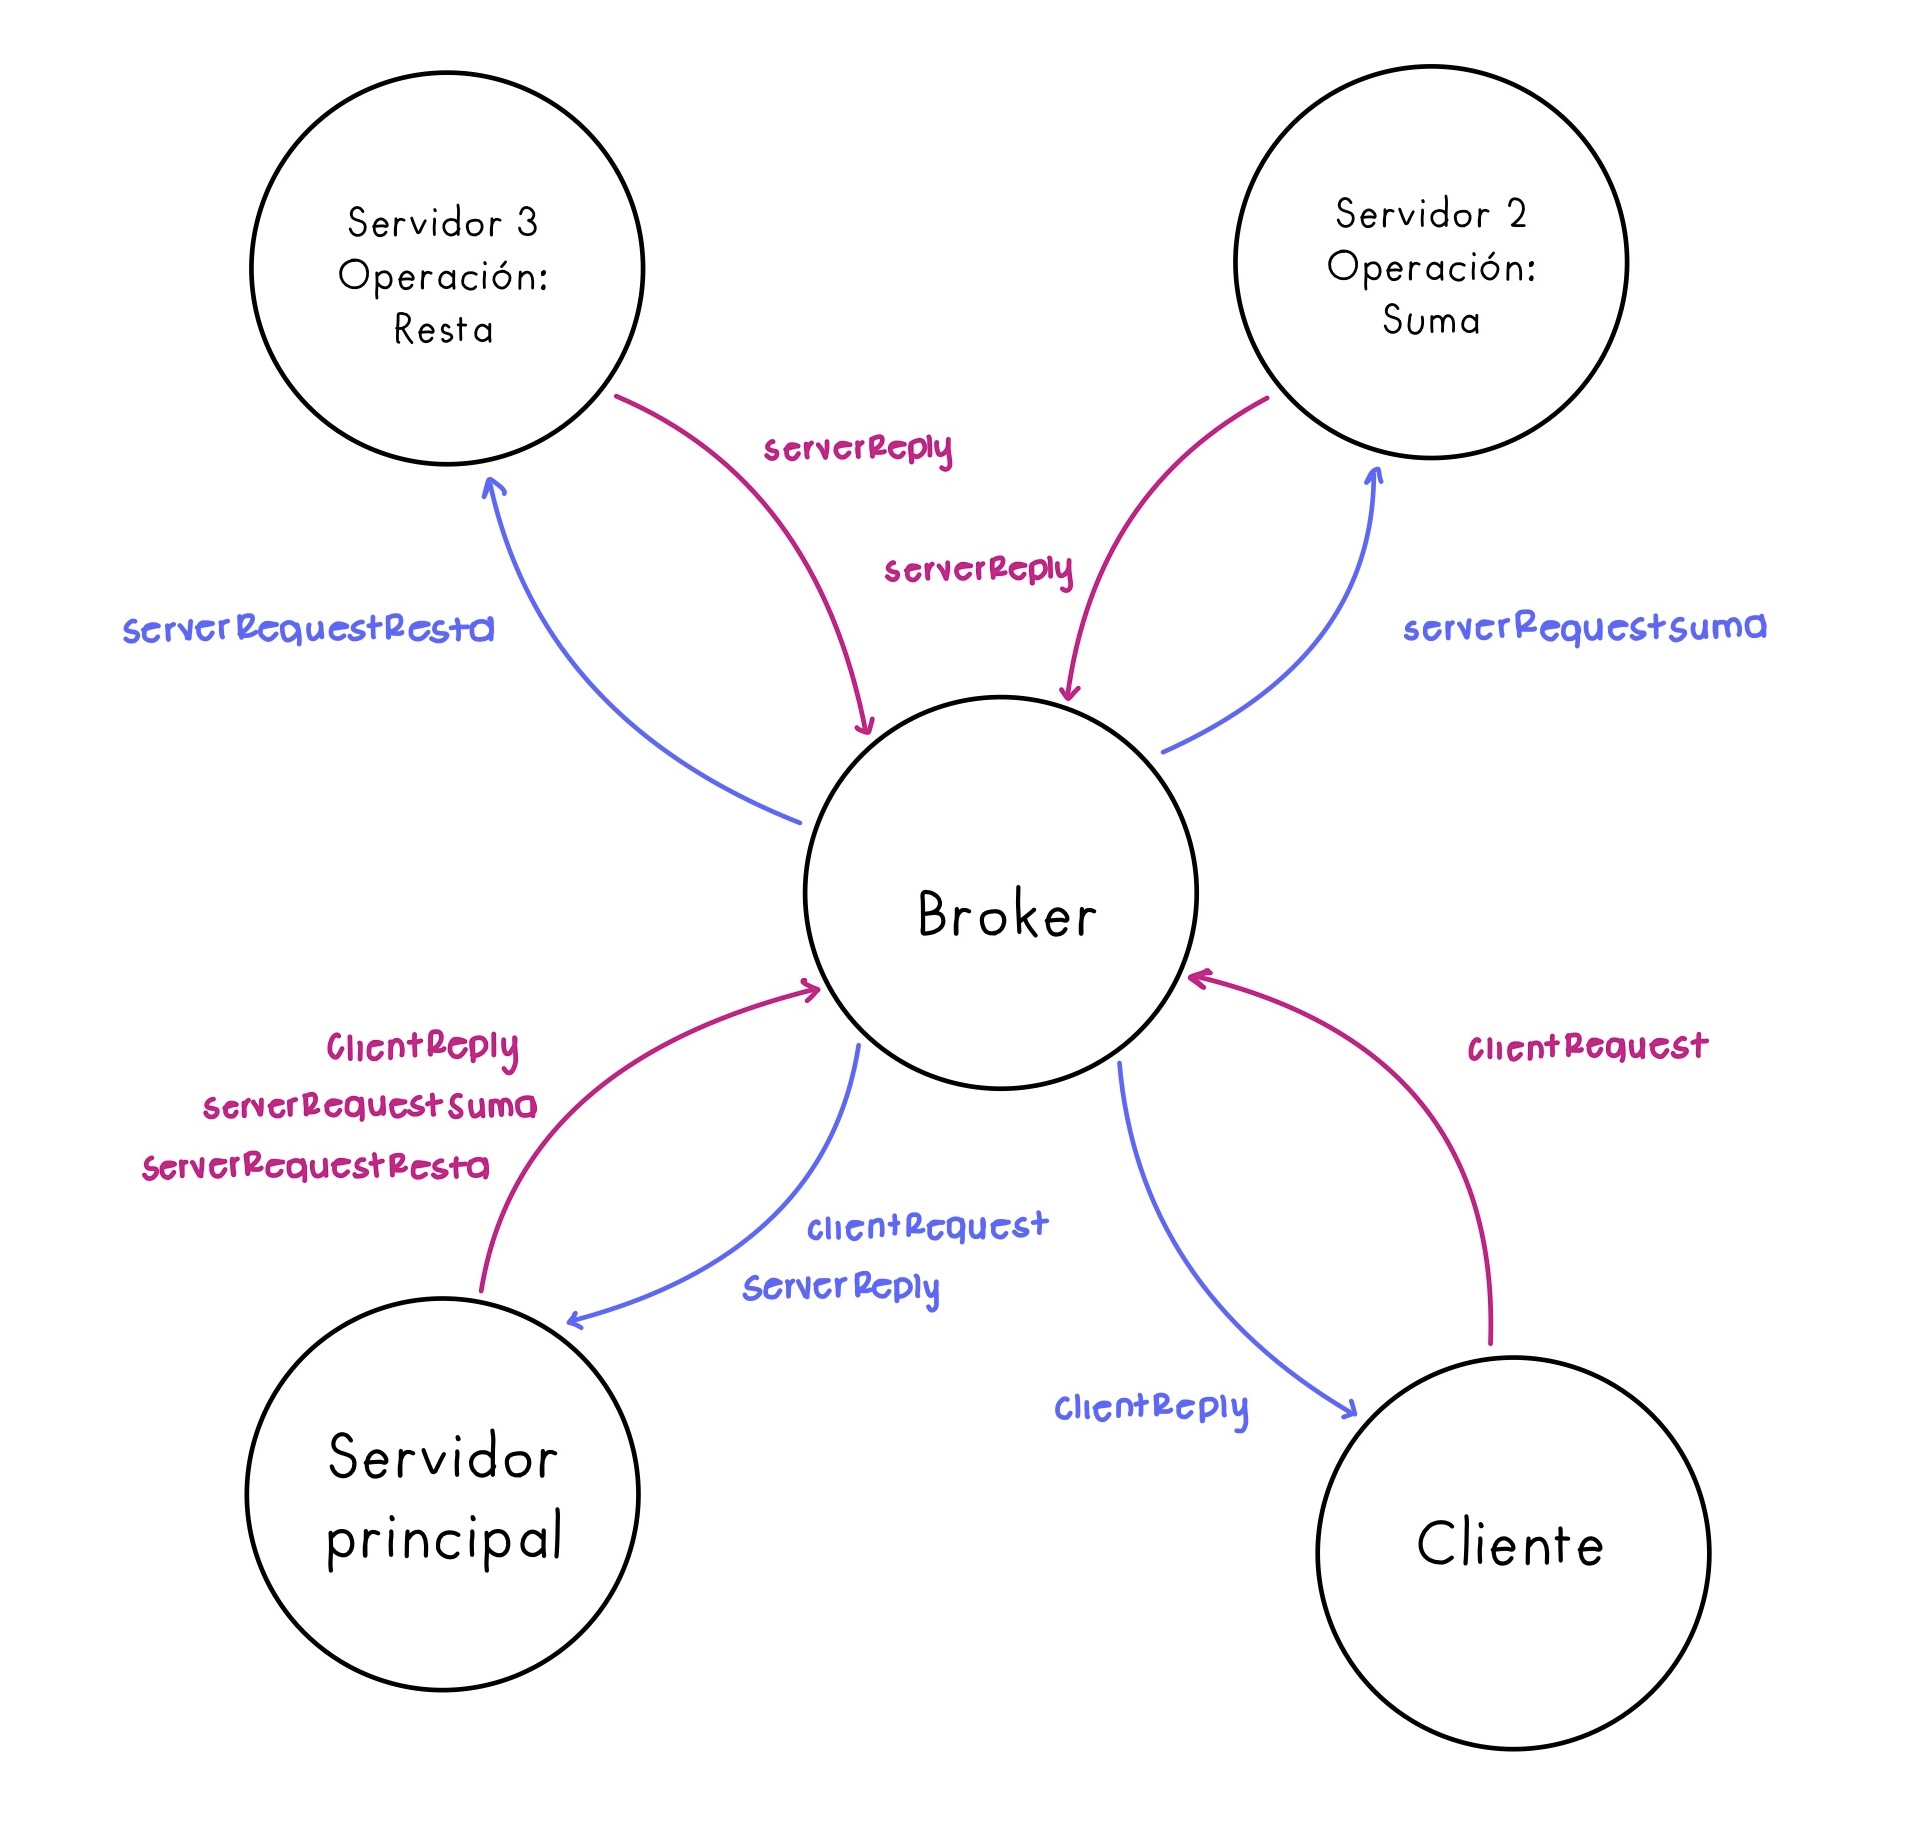 Servidor 3
Operación:
Resta
Servidor 2
Operación:
Suma
serverReply
serverReply
serverRequestResta
serverRequestsuma
Broker
ClientReply
serverRequestSuma
serverRequestResta
clientRequest
clientRequest
serverReply
clientReply
Servidor
principal
Cliente